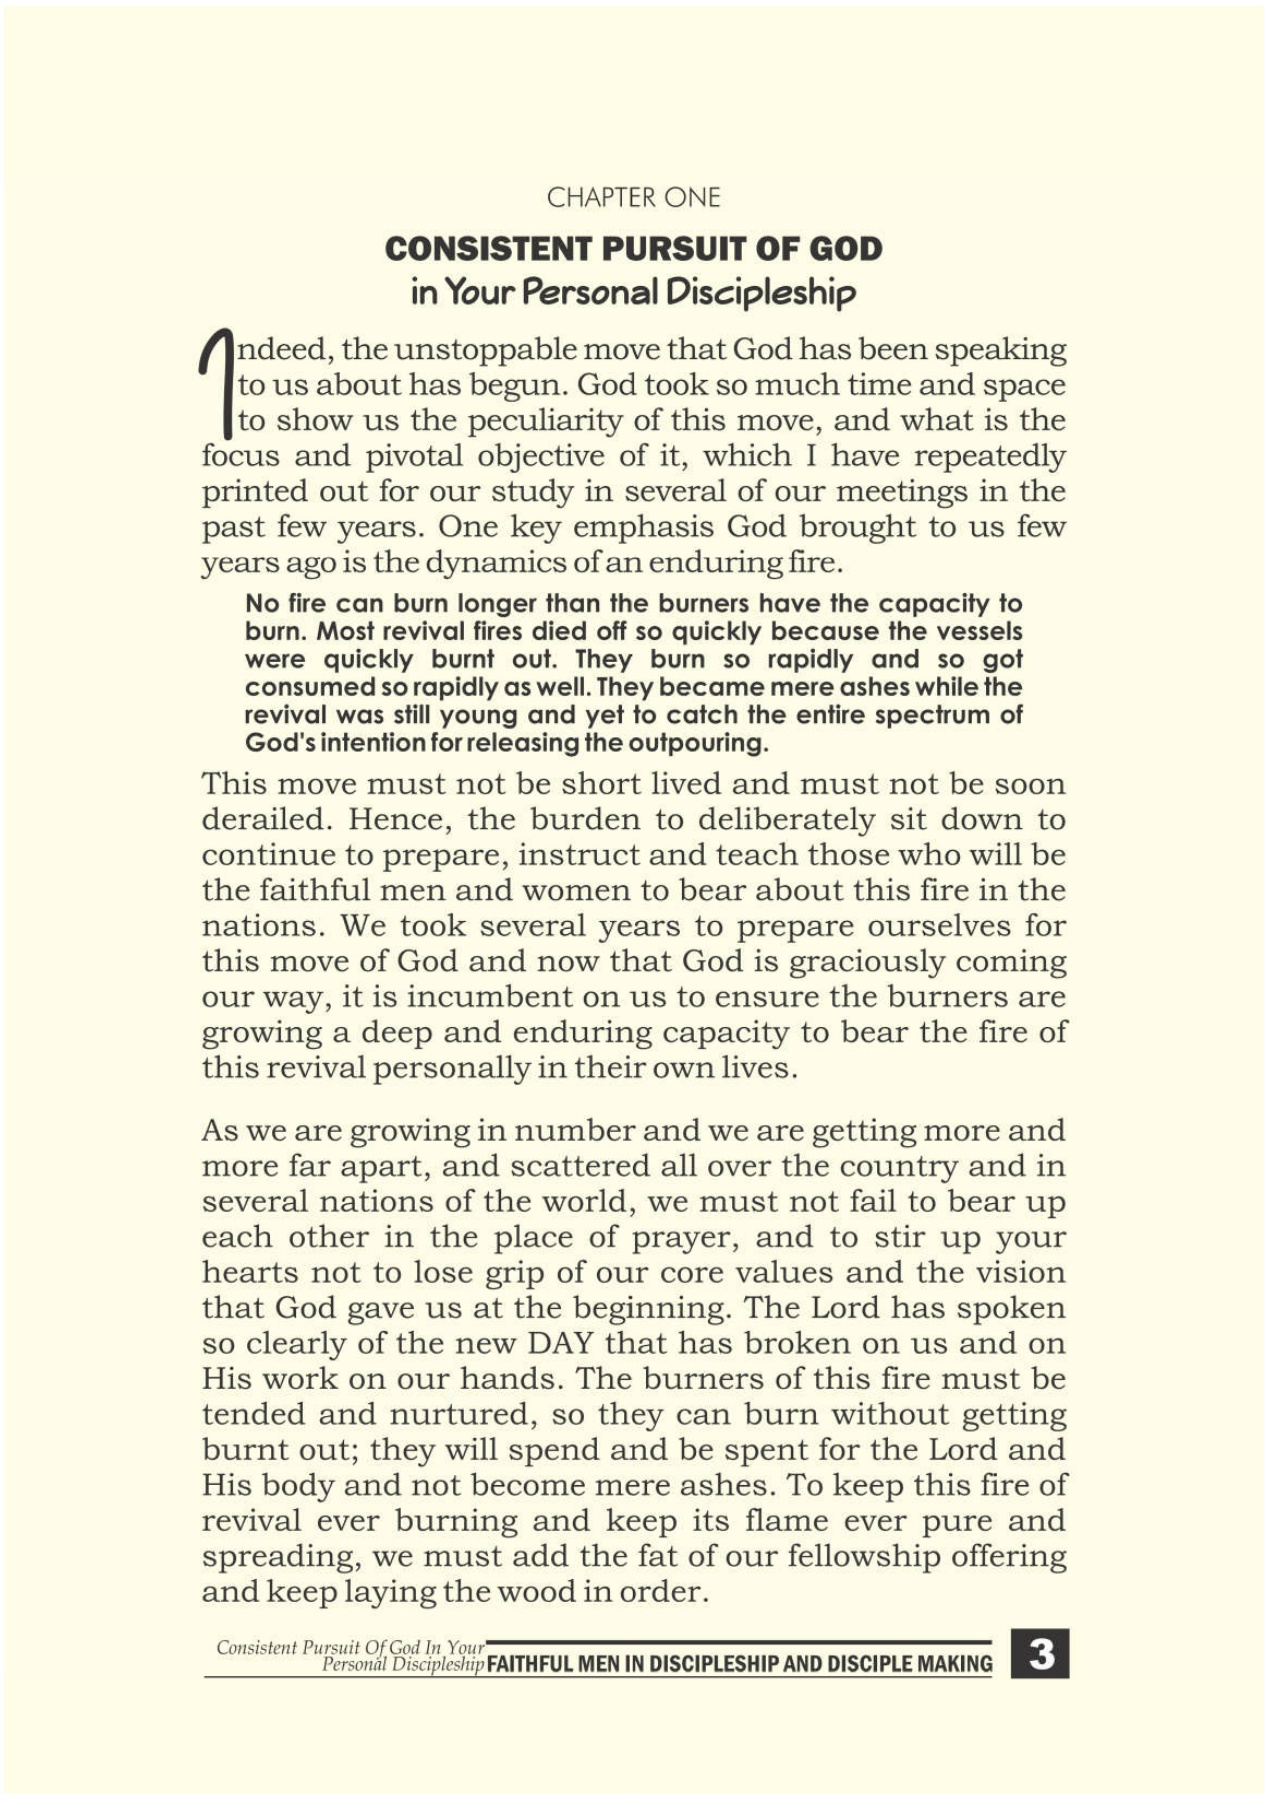 CHAPTER ONE
CONSISTENT PURSUIT OF GOD
in Your Personal Discipleship
Indeed, the unstoppable move that God has been speaking
to us about has begun. God took so much time and space
to show us the peculiarity of this move, and what is the
focus and pivotal objective of it, which I have repeatedly
printed out for our study in several of our meetings in the
past few years. One key emphasis God brought to us few
years ago is the dynamics of an enduring fire.
No fire can burn longer than the burners have the capacity to
burn. Most revival fires died off so quickly because the vessels
were quickly burnt out. They burn so rapidly and so got
consumed so rapidly as well. They became mere ashes while the
revival was still young and yet to catch the entire spectrum of
God's intention for releasing the outpouring.
This move must not be short lived and must not be soon
derailed. Hence, the burden to deliberately sit down to
continue to prepare, instruct and teach those who will be
the faithful men and women to bear about this fire in the
nations. We took several years to prepare ourselves for
this move of God and now that God is graciously coming
our way, it is incumbent on us to ensure the burners are
growing a deep and enduring capacity to bear the fire of
this revival personally in their own lives.
As we are growing in number and we are getting more and
more far apart, and scattered all over the country and in
several nations of the world, we must not fail to bear up
each other in the place of prayer, and to stir up your
hearts not to lose grip of our core values and the vision
that God gave us at the beginning. The Lord has spoken
so clearly of the new DAY that has broken on us and on
His work on our hands. The burners of this fire must be
tended and nurtured, so they can burn without getting
burnt out; they will spend and be spent for the Lord and
His body and not become mere ashes. To keep this fire of
revival ever burning and keep its flame ever pure and
spreading, we must add the fat of our fellowship offering
and keep laying the wood in order.
Consistent Pursuit Of God In Your
Personal Discipleship FAITHFUL MEN IN DISCIPLESHIP AND DISCIPLE MAKING 3